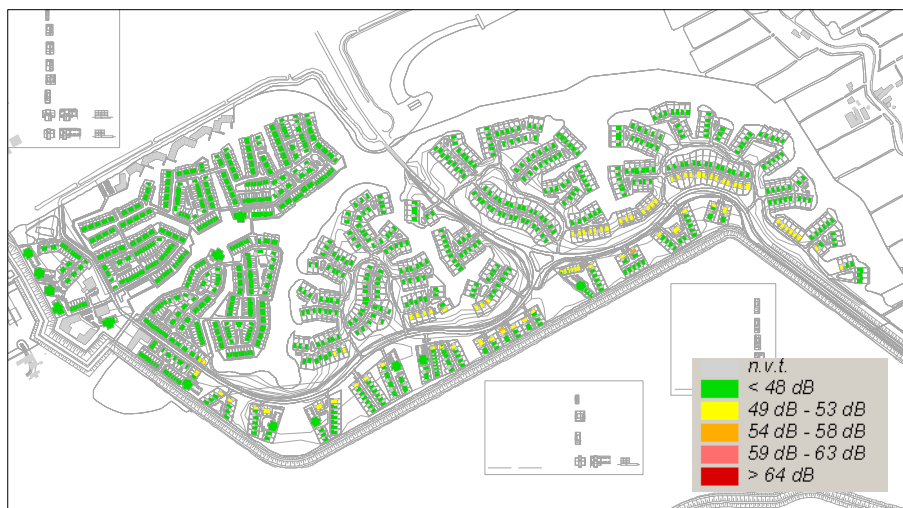 n.v.t.
< 48 dB
49 dB - 53 dB
54 dB - 58 dB
59 dB - 63 dB
> 64 dB